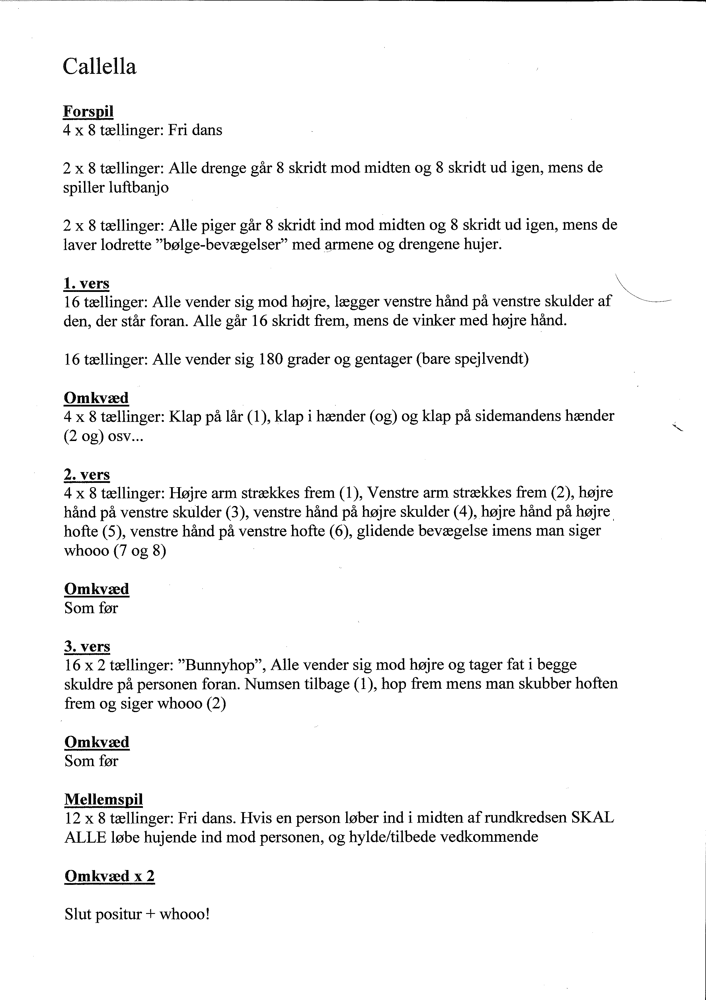 Callella
Forspil
4 x 8 tællinger: Fri dans
2 x 8 tællinger: Alle drenge går 8 skridt mod midten og 8 skridt ud igen, mens de
spiller luftbanjo
2 x 8 tællinger: Alle piger går 8 skridt ind mod midten og 8 skridt ud igen, mens de
laver lodrette ”bølge-bevægelser” med armene og drengene hujer.
1. vers
16 tællinger: Alle vender sig mod højre, lægger venstre hånd på venstre skulder af
den, der står foran. Alle går 16 skridt frem, mens de vinker med højre hånd.
16 tællinger: Alle vender sig 180 grader og gentager (bare spejlvendt)
Omkvæd
4 x 8 tællinger: Klap på lår (1), klap i hænder (og) og klap på sidemandens hænder
(2 og) osv...
2. vers
4 x 8 tællinger: Højre arm strækkes frem (1), Venstre arm strækkes frem (2), højre
hånd på venstre skulder (3), venstre hånd på højre skulder (4), højre hånd på højre
hofte (5), venstre hånd på venstre hofte (6), glidende bevægelse imens man siger
whooo (7 og 8)
Omkvæd
Som før
3. vers
16 x 2 tællinger: ”Bunnyhop”, Alle vender sig mod højre og tager fat i begge
skuldre på personen foran. Numsen tilbage (1), hop frem mens man skubber hoften
frem og siger whooo (2)
Omkvæd
Som før
Mellemspil
12 x 8 tællinger: Fri dans. Hvis en person løber ind i midten af rundkredsen SKAL
ALLE løbe hujende ind mod personen, og hylde/tilbede vedkommende
Omkvæd x 2
Slut positur + whooo!